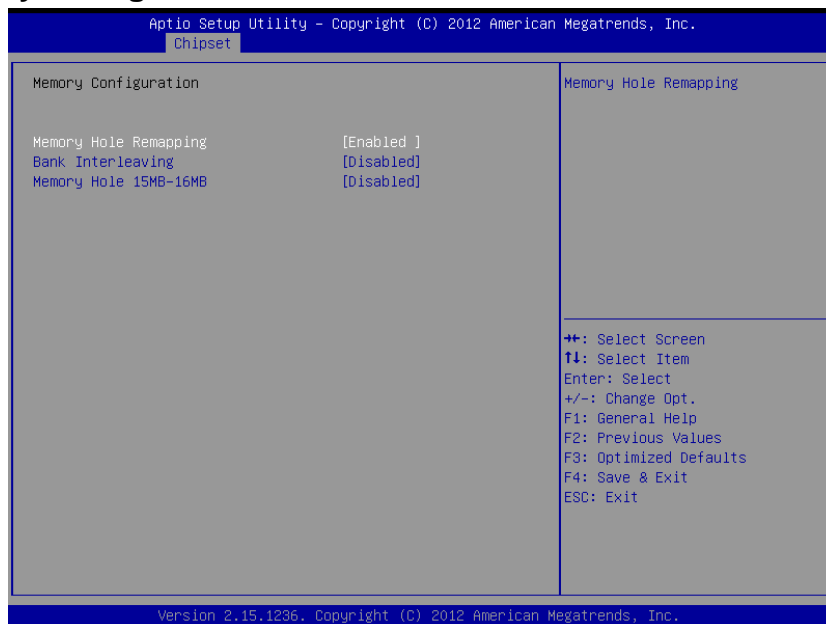 Aptio Setup Utility – Copyright (C) 2012 American Megatrends, Inc.
Chipset
Memory Configuration
Memory Hole Remapping [Enabled ]
Bank Interleaving [Disabled]
Memory Hole 15MB-16MB [Disabled]
Memory Hole Remapping
→←: Select Screen
↑↓: Select Item
Enter: Select
+/-: Change Opt.
F1: General Help
F2: Previous Values
F3: Optimized Defaults
F4: Save & Exit
ESC: Exit
Version 2.15.1236. Copyright (C) 2012 American Megatrends, Inc.